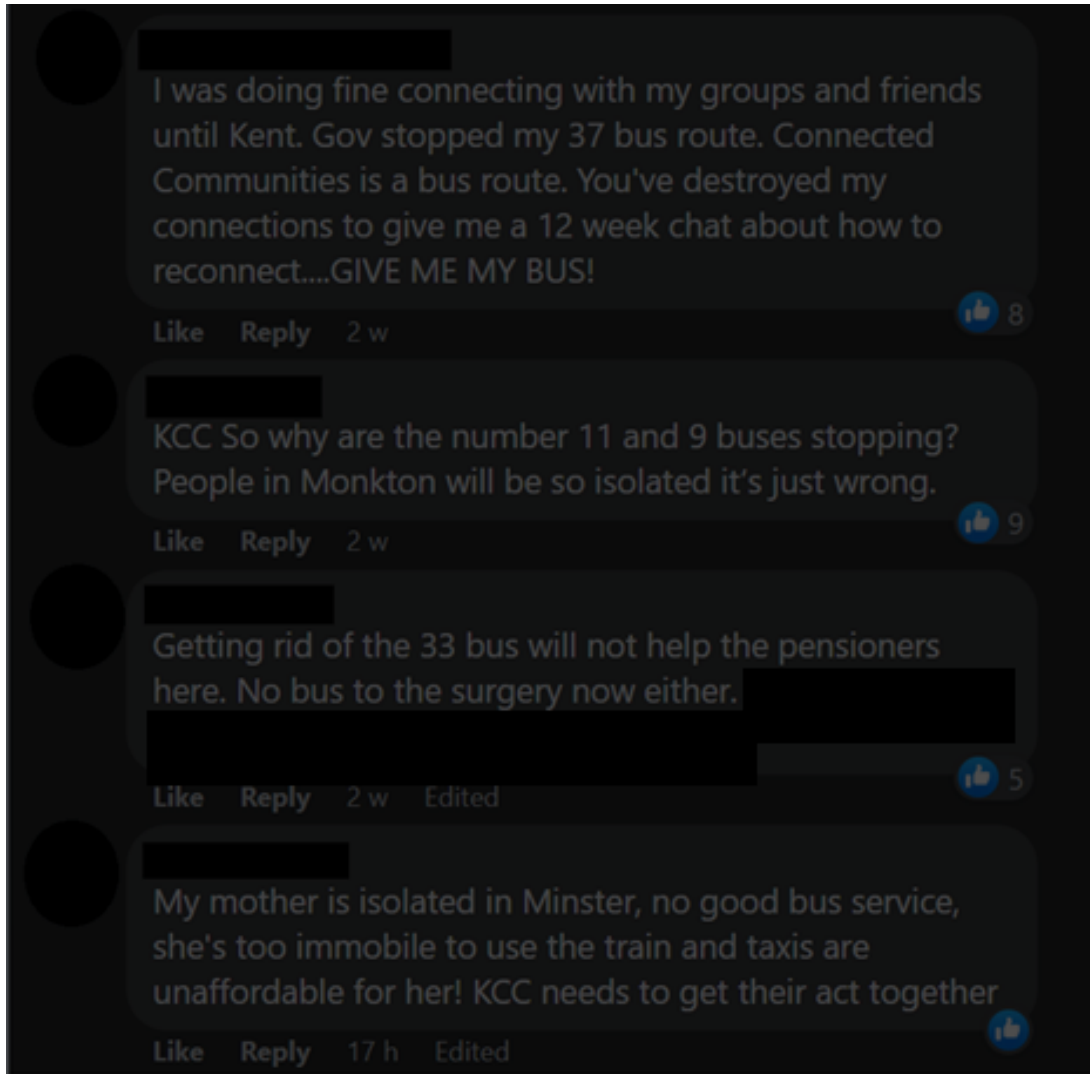 I was doing fine connecting with my groups and friends
until Kent. Gov stopped my 37 bus route. Connected
Communities is a bus route. You've destroyed my
connections to give me a 12 week chat about how to
reconnect....GIVE ME MY BUS!
8
Like Reply 2 w
KCC So why are the number 11 and 9 buses stopping?
People in Monkton will be so isolated it’s just wrong.
9
Like Reply 2 w
Getting rid of the 33 bus will not help the pensioners
here. No bus to the surgery now either.
5
Like Reply 2 w Edited
My mother is isolated in Minster, no good bus service,
she's too immobile to use the train and taxis are
unaffordable for her! KCC needs to get their act together
Like Reply 17 h Edited